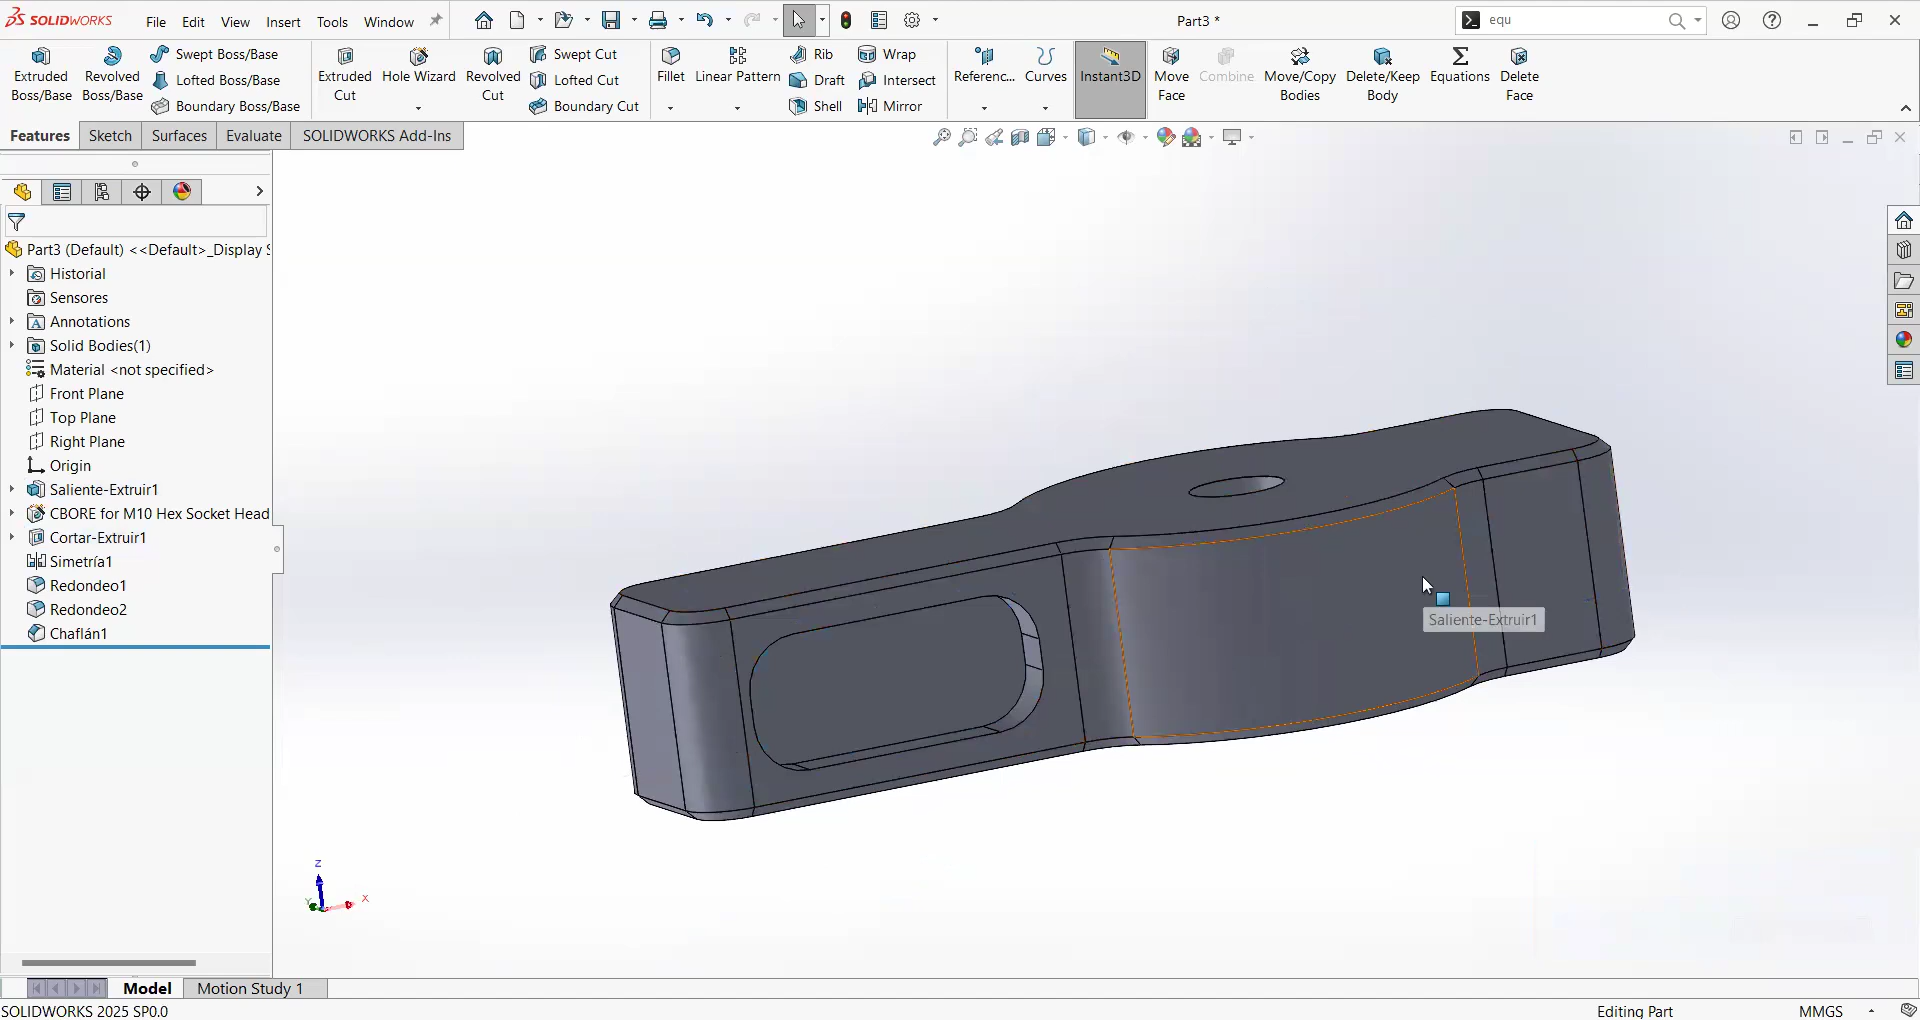 SOLIDWORKS File Edit View Insert Tools Window Part3 * equ
Extruded Boss/Base
Revolved Boss/Base
Swept Boss/Base
Lofted Boss/Base
Boundary Boss/Base
Extruded Cut
Hole Wizard
Revolved Cut
Swept Cut
Lofted Cut
Boundary Cut
Fillet
Linear Pattern
Rib
Draft
Shell
Wrap
Intersect
Mirror
Referenc...
Curves
Instant3D
Move Face
Combine
Move/Copy Bodies
Delete/Keep Body
Equations
Delete Face
Features Sketch Surfaces Evaluate SOLIDWORKS Add-Ins
Part3 (Default) <<Default>_Display S
Historial
Sensores
Annotations
Solid Bodies(1)
Material <not specified>
Front Plane
Top Plane
Right Plane
Origin
Saliente-Extruir1
CBORE for M10 Hex Socket Head
Cortar-Extruir1
Simetría1
Redondeo1
Redondeo2
Chaflán1
Saliente-Extruir1
Z
X
Y
Model Motion Study 1
SOLIDWORKS 2025 SP0.0 Editing Part MMGS